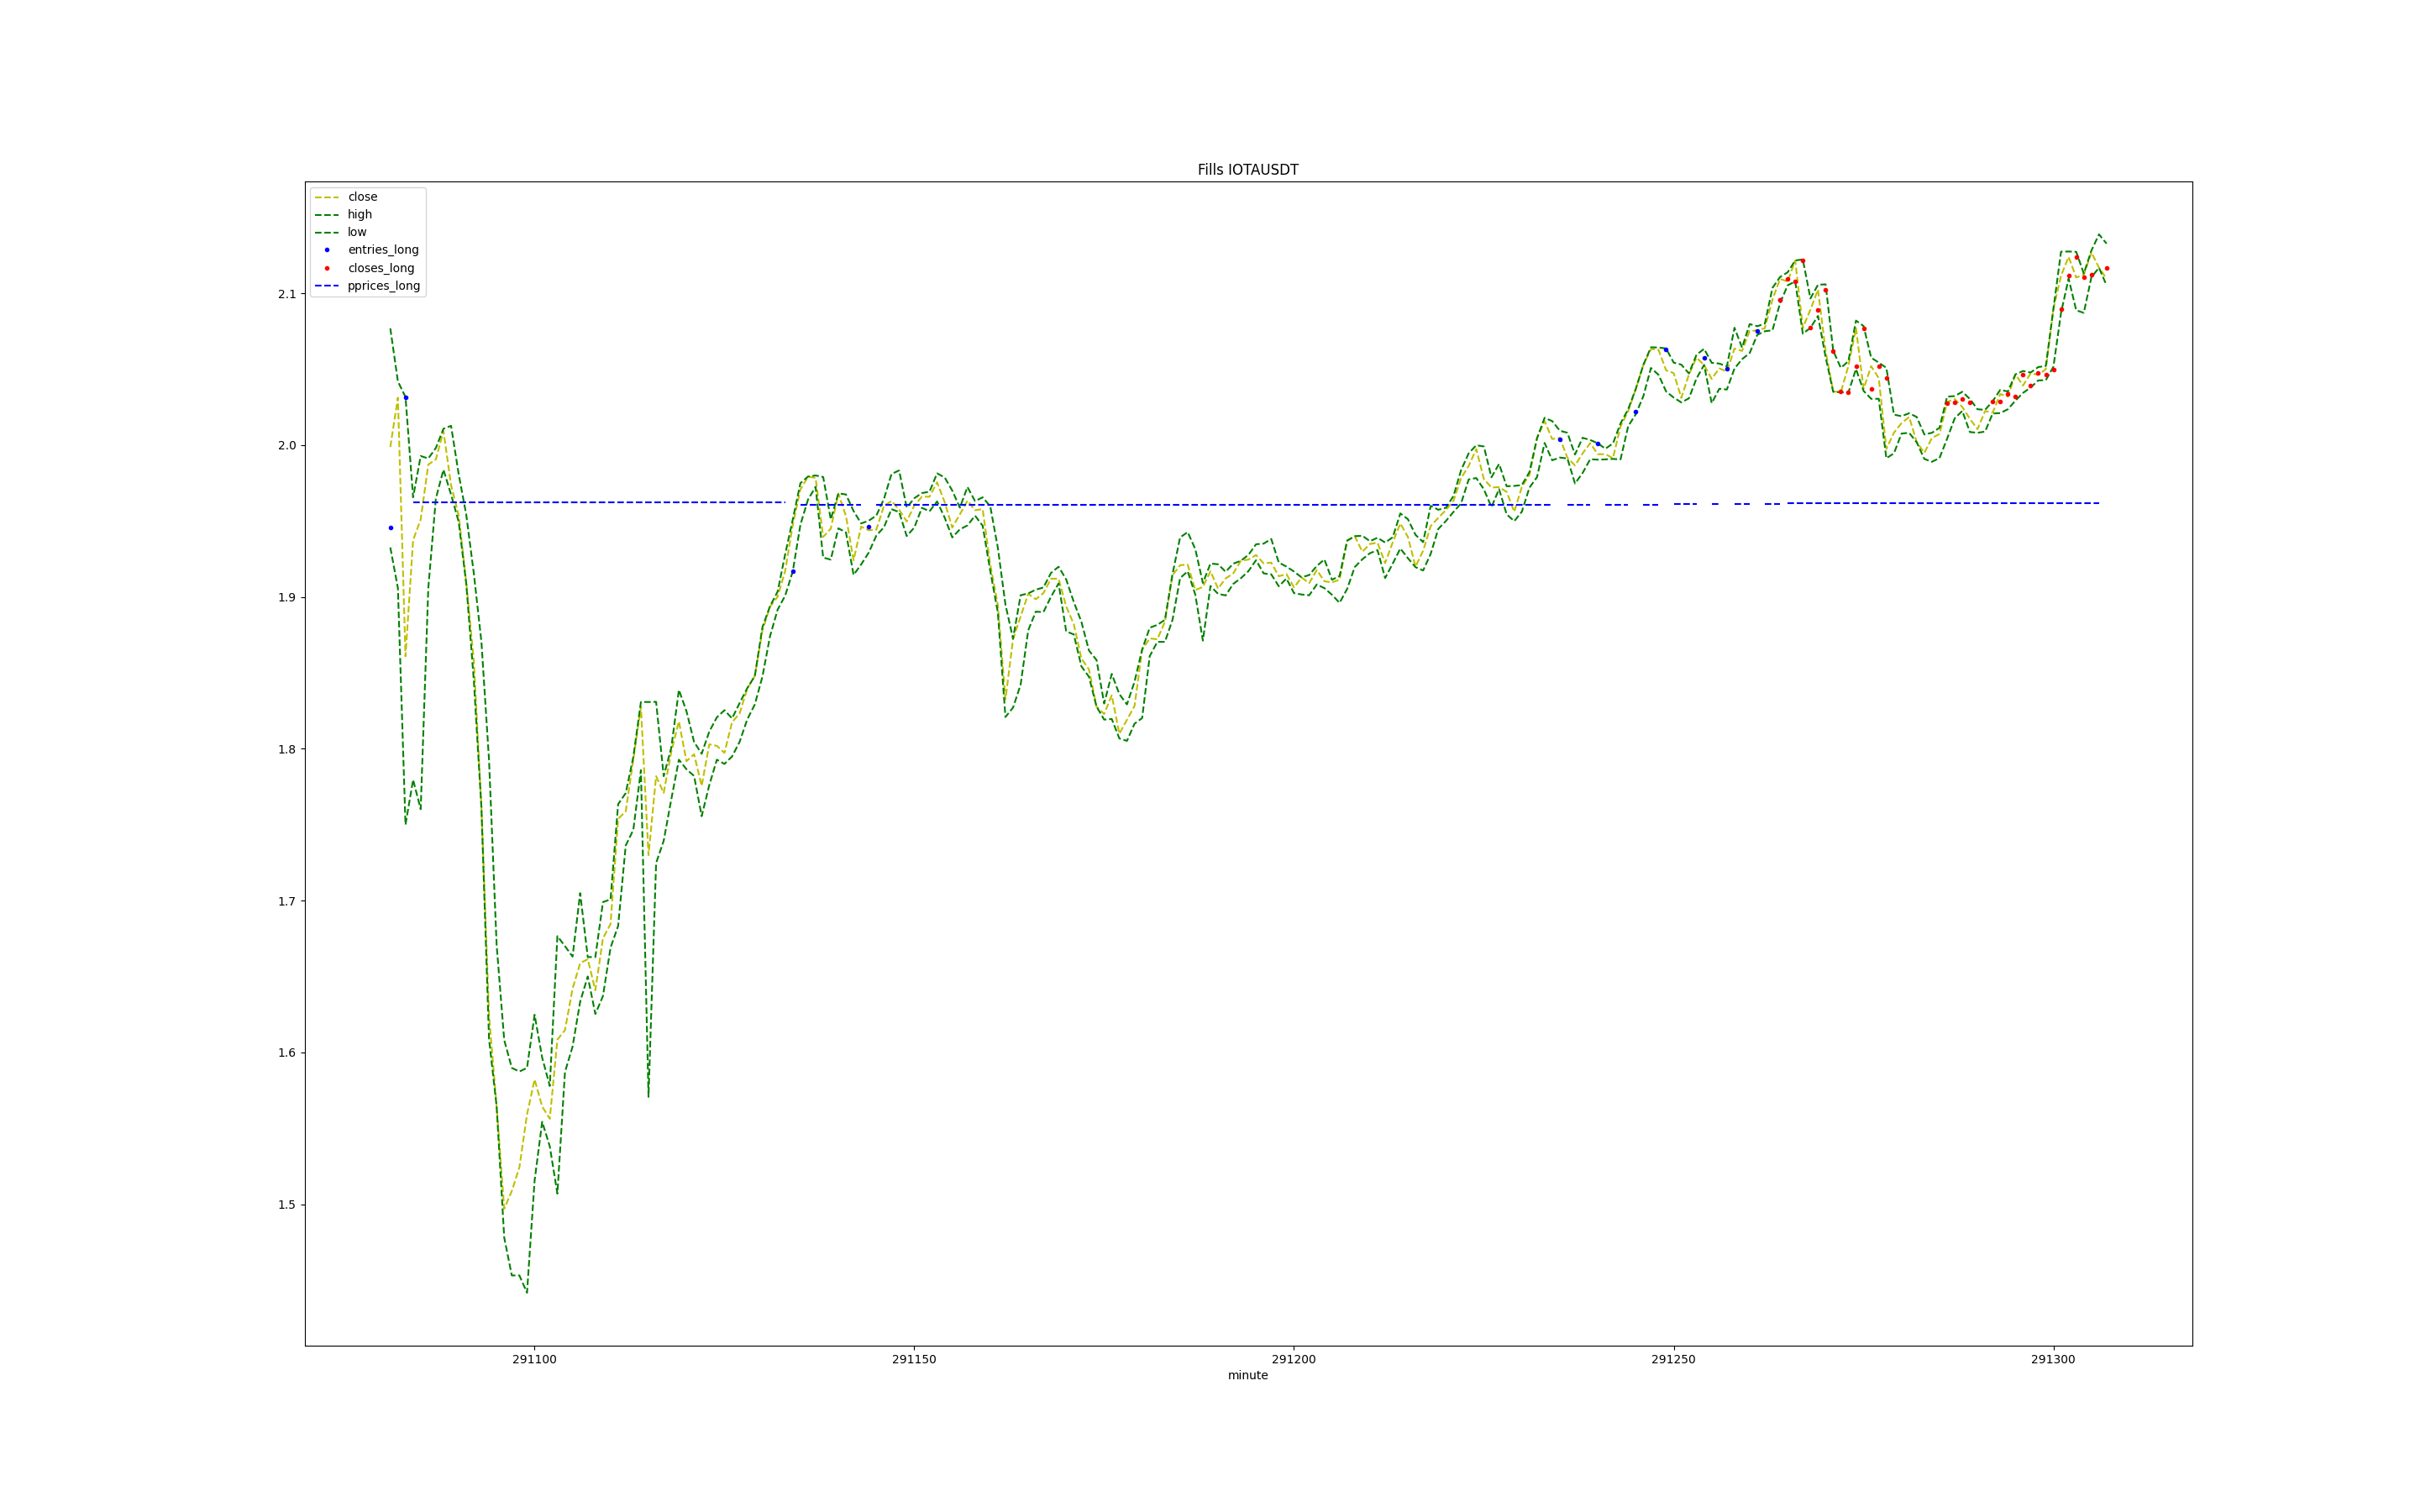 Fills IOTAUSDT
close
high
low
entries_long
closes_long
pprices_long
2.1
2.0
1.9
1.8
1.7
1.6
1.5
291100 291150 291200 291250 291300
minute